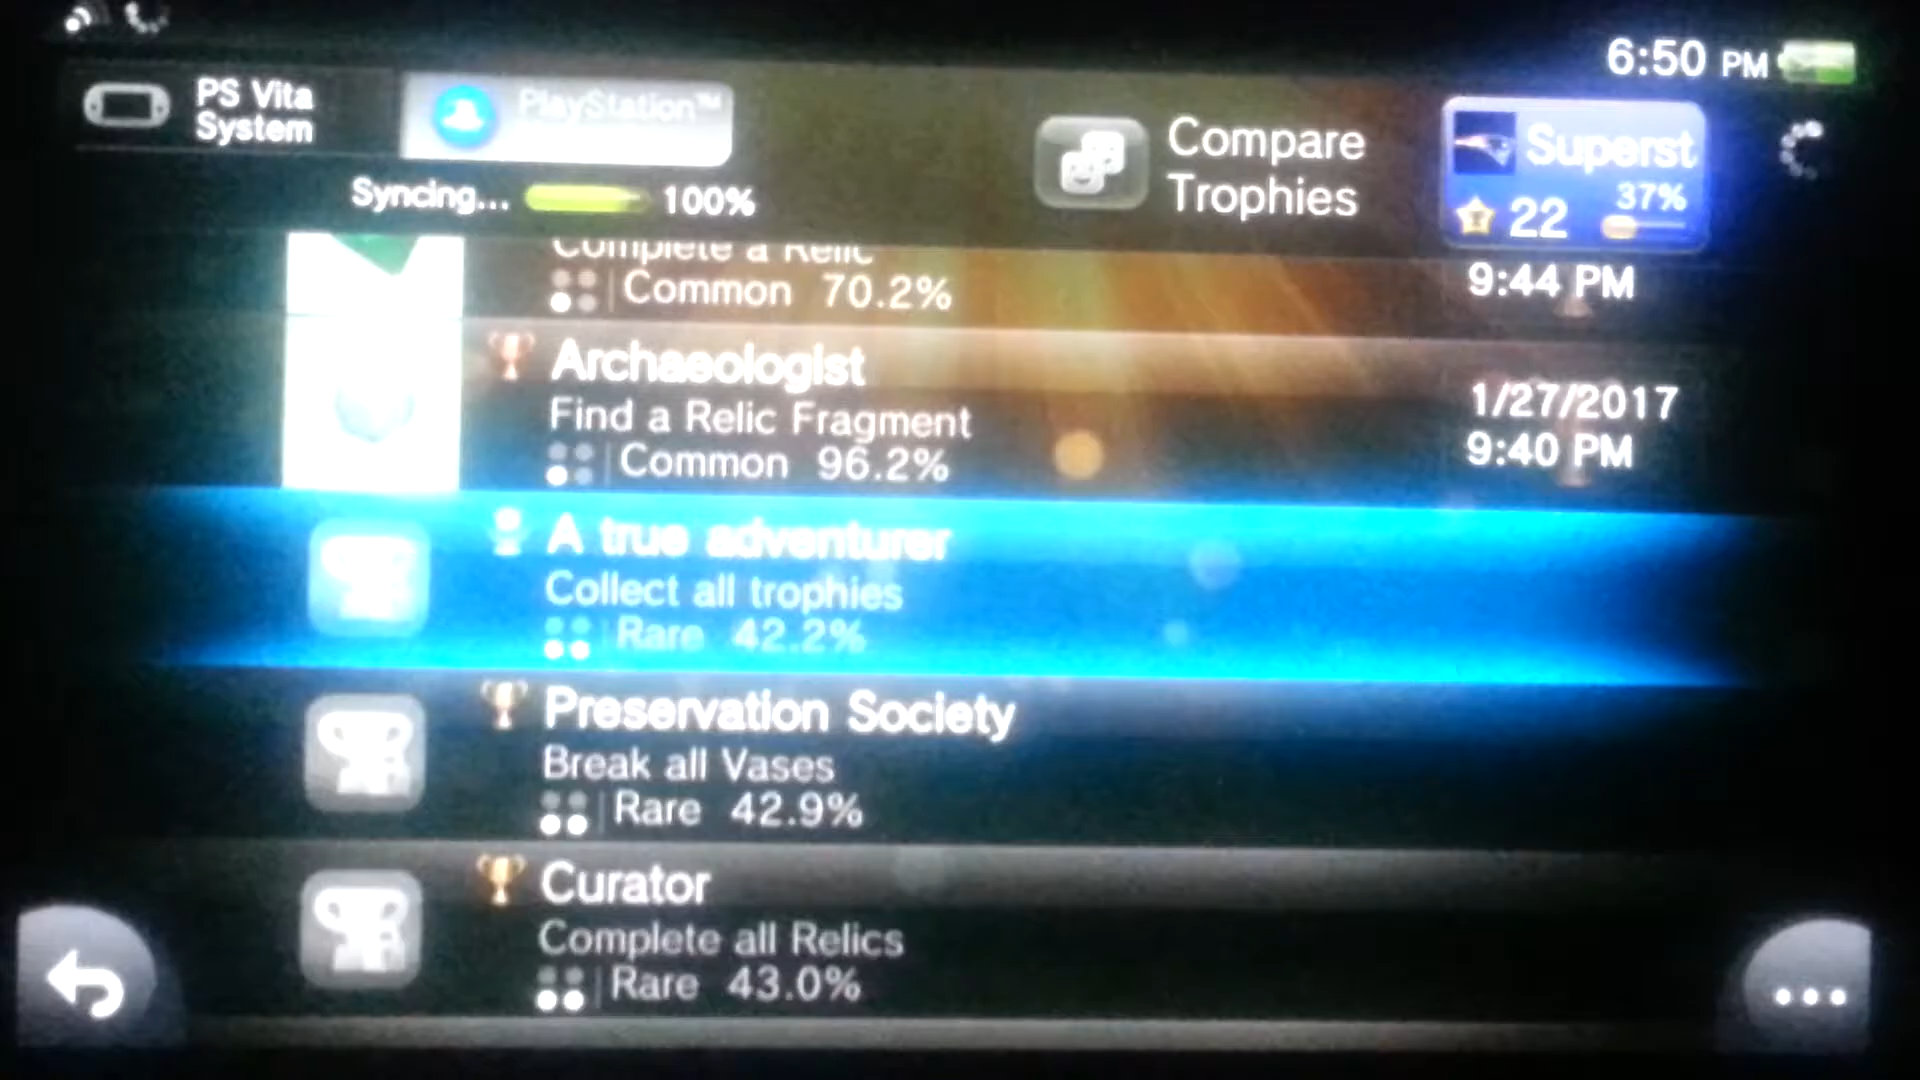 6:50 PM
PS Vita
System
PlayStation™
Compare
Trophies
Superst
37%
22
Syncing... 100%
Complete a Relic
Common 70.2%
9:44 PM
Archaeologist
Find a Relic Fragment
Common 96.2%
1/27/2017
9:40 PM
A true adventurer
Collect all trophies
Rare 42.2%
Preservation Society
Break all Vases
Rare 42.9%
Curator
Complete all Relics
Rare 43.0%